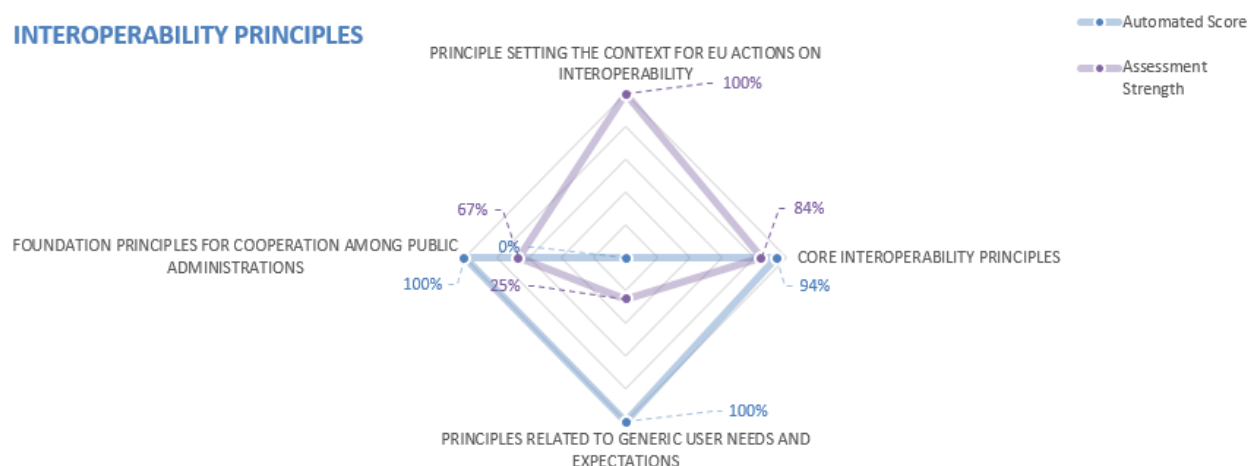 INTEROPERABILITY PRINCIPLES
Automated Score
Assessment
Strength
PRINCIPLE SETTING THE CONTEXT FOR EU ACTIONS ON
INTEROPERABILITY
100%
67%
84%
0%
FOUNDATION PRINCIPLES FOR COOPERATION AMONG PUBLIC
ADMINISTRATIONS
CORE INTEROPERABILITY PRINCIPLES
100%
25%
94%
100%
PRINCIPLES RELATED TO GENERIC USER NEEDS AND
EXPECTATIONS